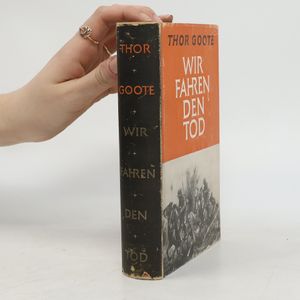 THOR
GOOTE
WIR
FAHREN
DEN
TOD
THOR GOOTE
WIR
FAHREN
DEN
TOD